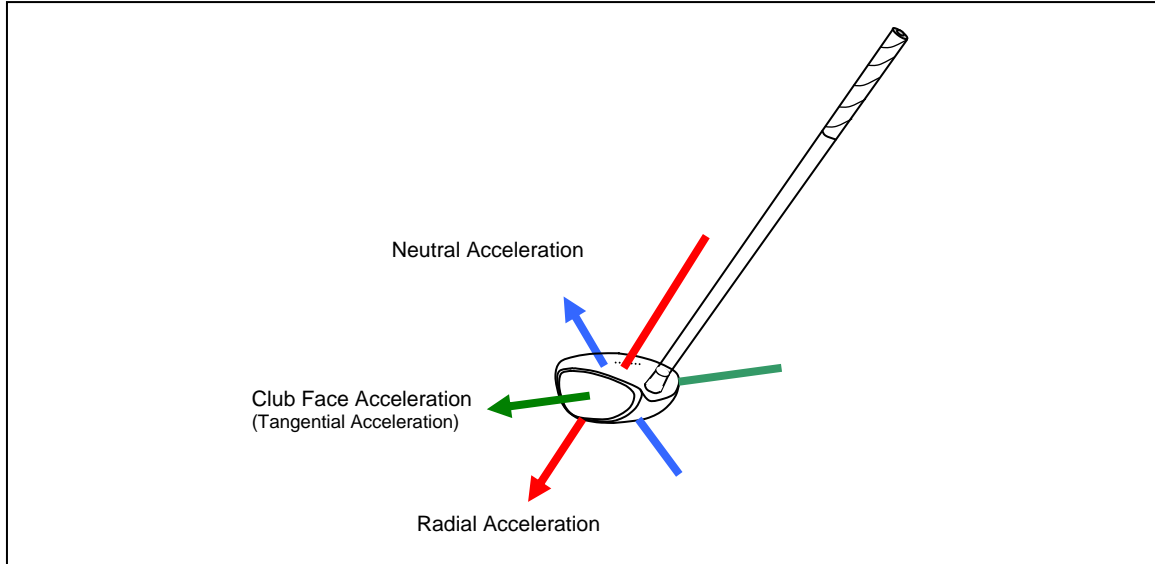 Neutral Acceleration
Club Face Acceleration
(Tangential Acceleration)
Radial Acceleration